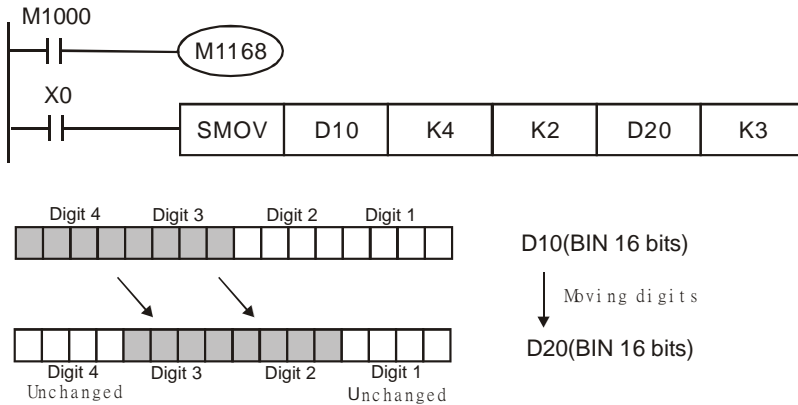 M1000
M1168
X0
SMOV D10 K4 K2 D20 K3
Digit 4 Digit 3 Digit 2 Digit 1
D10(BIN 16 bits)
Moving digits
D20(BIN 16 bits)
Digit 4 Digit 3 Digit 2 Digit 1
Unchanged Unchanged